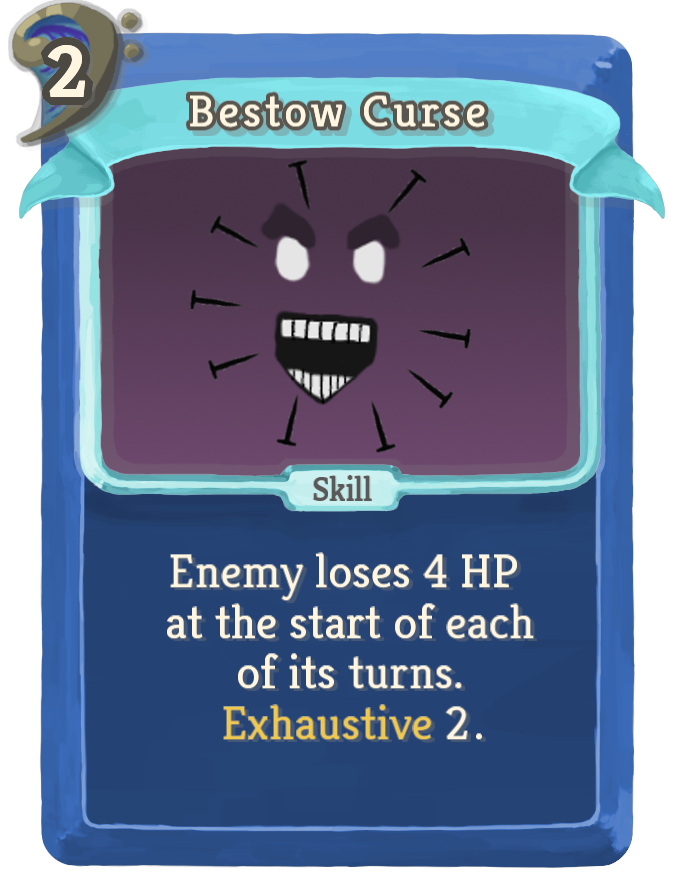 2
Bestow Curse
Skill
Enemy loses 4 HP
at the start of each
of its turns.
Exhaustive 2.